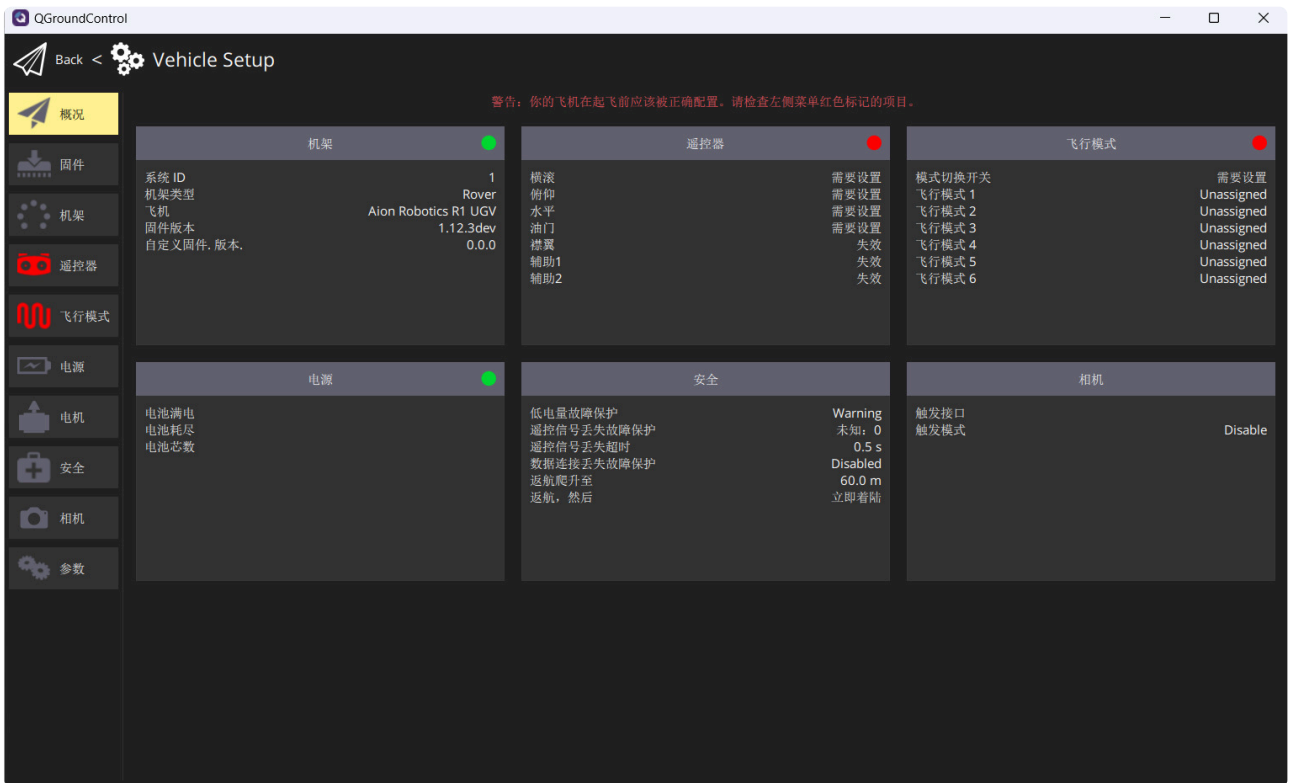 QGroundControl
Back < Vehicle Setup
警告：你的飞机在起飞前应该被正确配置。请检查左侧菜单红色标记的项目。
概况
固件
机架
遥控器
飞行模式
电源
电机
安全
相机
参数
机架
系统 ID 1
机架类型 Rover
飞机 Aion Robotics R1 UGV
固件版本 1.12.3dev
自定义固件. 版本. 0.0.0
遥控器
横滚 需要设置
俯仰 需要设置
水平 需要设置
油门 需要设置
襟翼 失效
辅助1 失效
辅助2 失效
飞行模式
模式切换开关 需要设置
飞行模式 1 Unassigned
飞行模式 2 Unassigned
飞行模式 3 Unassigned
飞行模式 4 Unassigned
飞行模式 5 Unassigned
飞行模式 6 Unassigned
电源
电池满电
电池耗尽
电池芯数
安全
低电量故障保护 Warning
遥控信号丢失故障保护 未知：0
遥控信号丢失超时 0.5 s
数据连接丢失故障保护 Disabled
返航爬升至 60.0 m
返航，然后 立即着陆
相机
触发接口
触发模式 Disable